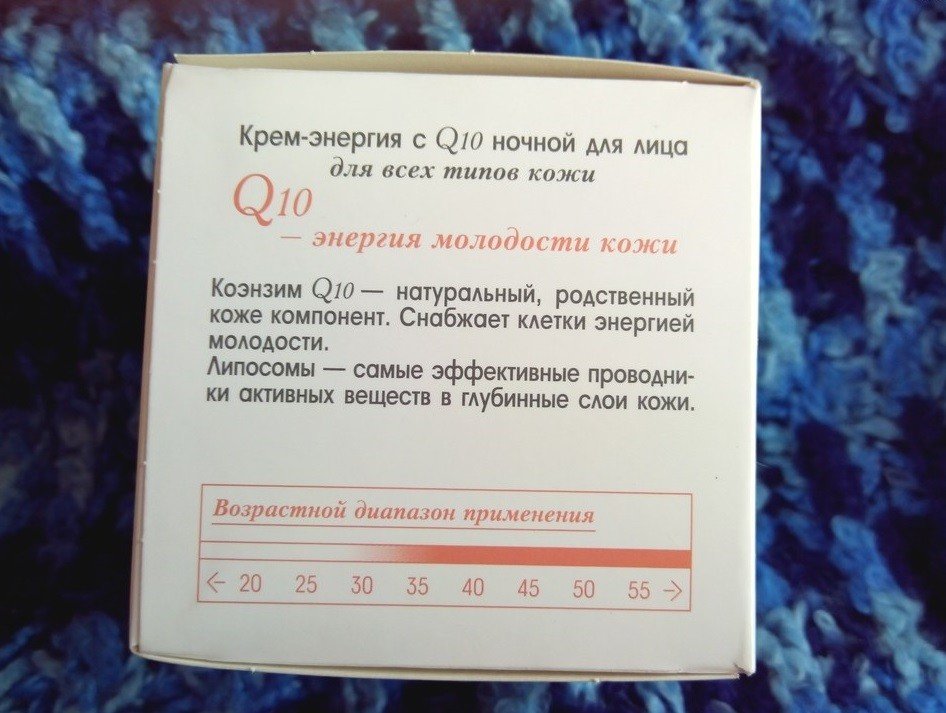 Крем-энергия с Q10 ночной для лица
для всех типов кожи
Q10
— энергия молодости кожи
Коэнзим Q10 — натуральный, родственный
коже компонент. Снабжает клетки энергией
молодости.
Липосомы — самые эффективные проводни-
ки активных веществ в глубинные слои кожи.
Возрастной диапазон применения
← 20 25 30 35 40 45 50 55 →